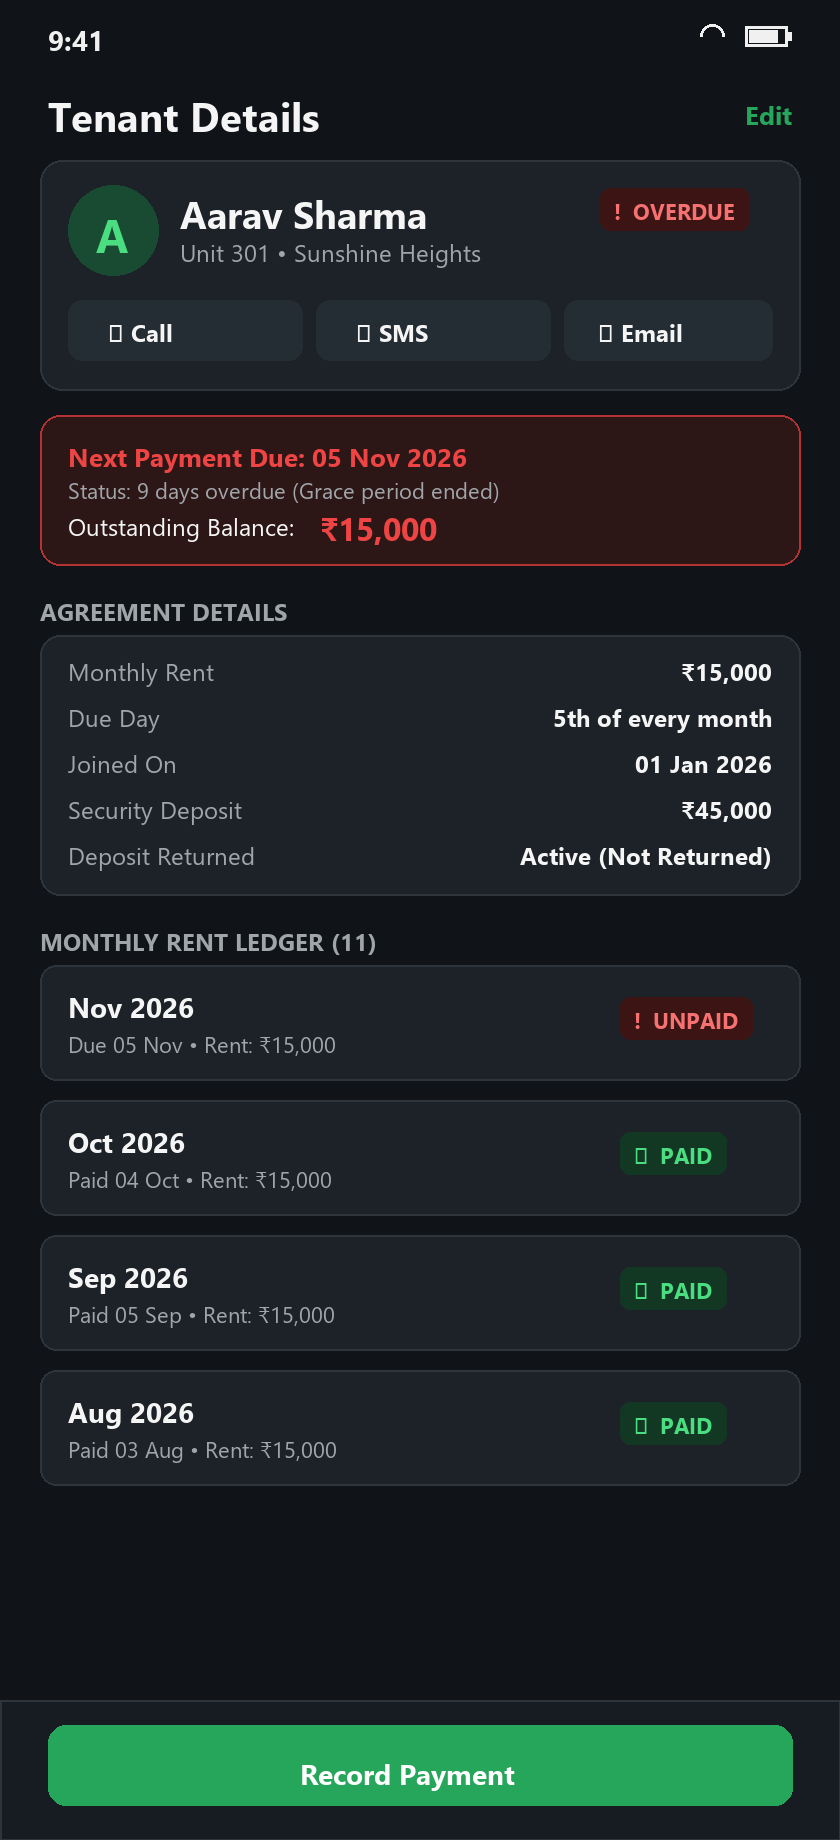 9:41
Tenant Details
Edit
A
Aarav Sharma
! OVERDUE
Unit 301 • Sunshine Heights
Call
SMS
Email
Next Payment Due: 05 Nov 2026
Status: 9 days overdue (Grace period ended)
Outstanding Balance: ₹15,000
AGREEMENT DETAILS
Monthly Rent ₹15,000
Due Day 5th of every month
Joined On 01 Jan 2026
Security Deposit ₹45,000
Deposit Returned Active (Not Returned)
MONTHLY RENT LEDGER (11)
Nov 2026
! UNPAID
Due 05 Nov • Rent: ₹15,000
Oct 2026
PAID
Paid 04 Oct • Rent: ₹15,000
Sep 2026
PAID
Paid 05 Sep • Rent: ₹15,000
Aug 2026
PAID
Paid 03 Aug • Rent: ₹15,000
Record Payment